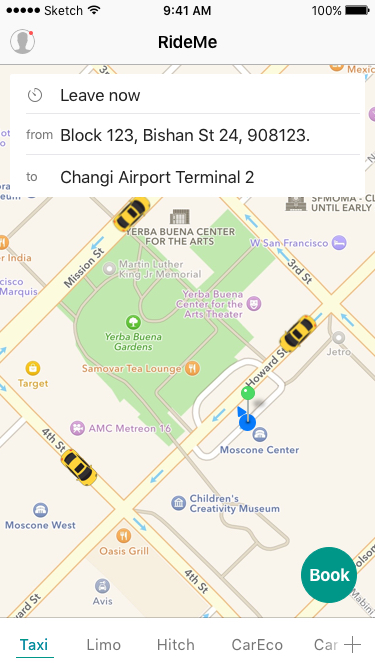 Sketch 9:41 AM 100%
RideMe
Leave now
from Block 123, Bishan St 24, 908123.
to Changi Airport Terminal 2
SFMOMA - CL
UNTIL EARLY
YERBA BUENA CENTER
FOR THE ARTS
W San Francisco
Mission St
3rd St
Martin Luther
King Jr Memorial
er India
Marquis
Yerba Buena
Center for the
Arts Theater
Yerba Buena
Gardens
Howard St
Jetro
Samovar Tea Lounge
Target
AMC Metreon 16
4th St
Moscone Center
Moscone West
Children's
Creativity Museum
Oasis Grill
4th St
Avis
Book
Taxi Limo Hitch CarEco Car